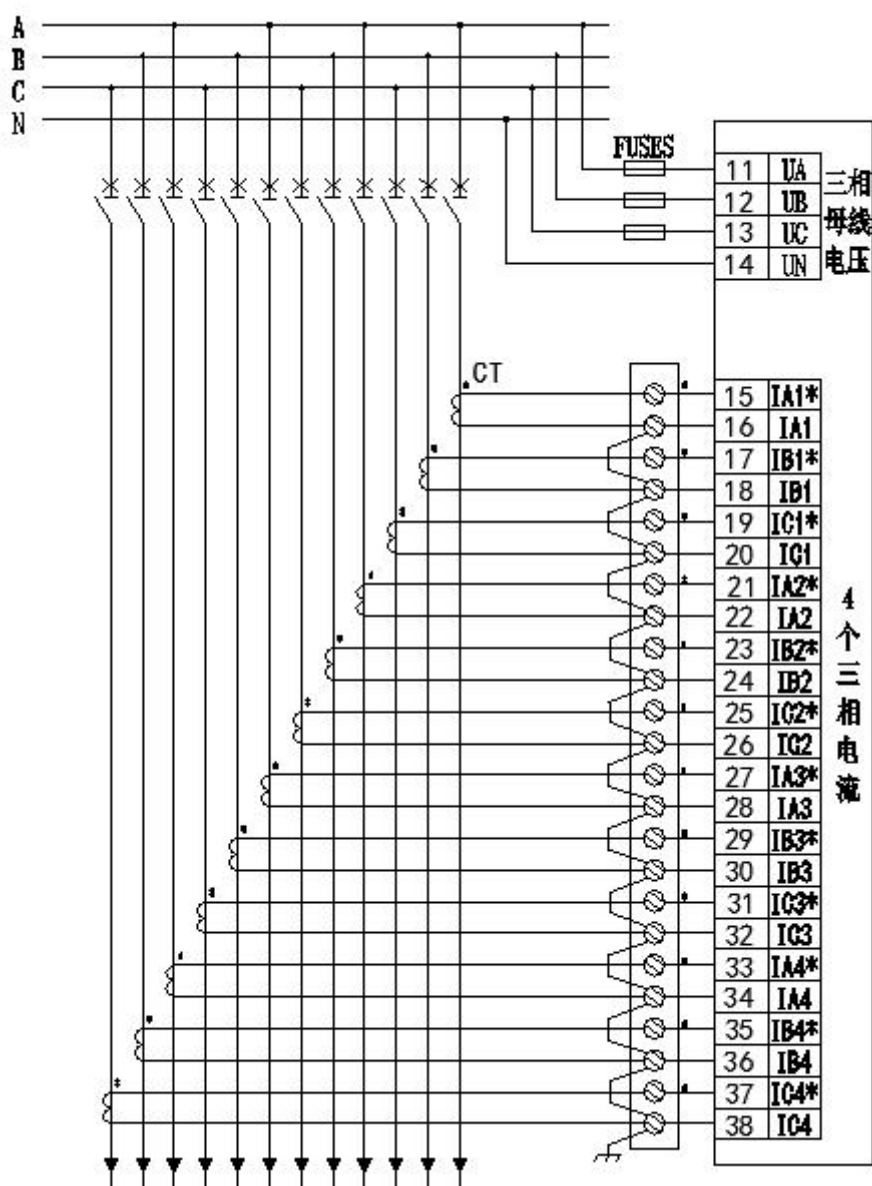 A
B
C
N
FUSES
11 UA
12 UB
13 UC
14 UN
三相
母线
电压
CT
15 IA1*
16 IA1
17 IB1*
18 IB1
19 IC1*
20 IC1
21 IA2*
22 IA2
23 IB2*
24 IB2
25 IC2*
26 IC2
27 IA3*
28 IA3
29 IB3*
30 IB3
31 IC3*
32 IC3
33 IA4*
34 IA4
35 IB4*
36 IB4
37 IC4*
38 IC4
4
个
三
相
电
流